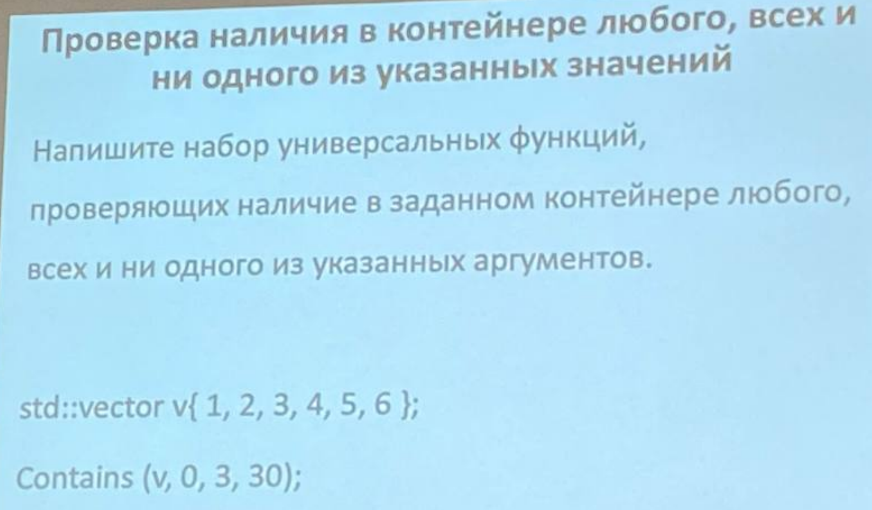 Проверка наличия в контейнере любого, всех и
ни одного из указанных значений
Напишите набор универсальных функций,
проверяющих наличие в заданном контейнере любого,
всех и ни одного из указанных аргументов.
std::vector v{ 1, 2, 3, 4, 5, 6 };
Contains (v, 0, 3, 30);